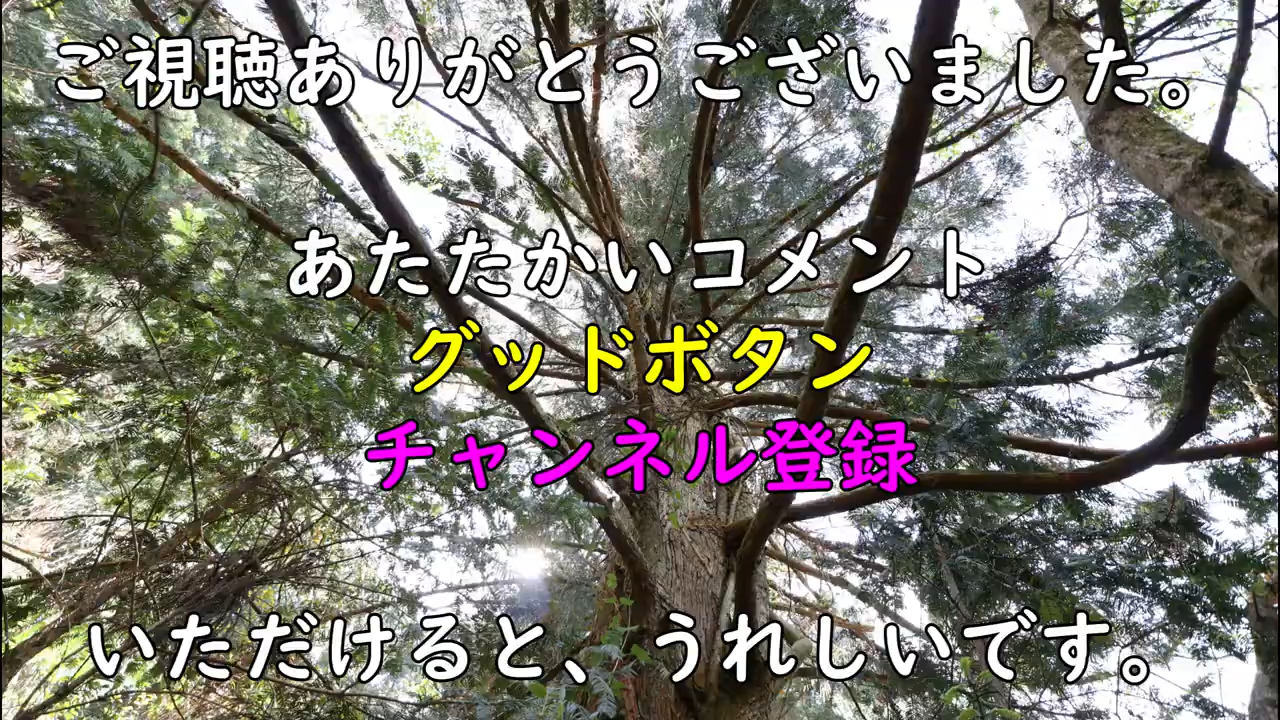 ご視聴ありがとうございました。
あたたかいコメント
グッドボタン
チャンネル登録
いただけると、うれしいです。